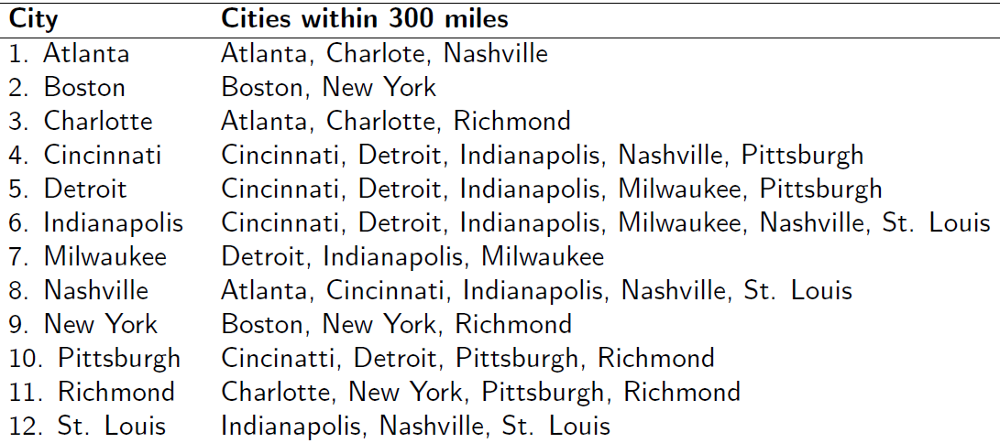 City Cities within 300 miles
1. Atlanta Atlanta, Charlote, Nashville
2. Boston Boston, New York
3. Charlotte Atlanta, Charlotte, Richmond
4. Cincinnati Cincinnati, Detroit, Indianapolis, Nashville, Pittsburgh
5. Detroit Cincinnati, Detroit, Indianapolis, Milwaukee, Pittsburgh
6. Indianapolis Cincinnati, Detroit, Indianapolis, Milwaukee, Nashville, St. Louis
7. Milwaukee Detroit, Indianapolis, Milwaukee
8. Nashville Atlanta, Cincinnati, Indianapolis, Nashville, St. Louis
9. New York Boston, New York, Richmond
10. Pittsburgh Cincinatti, Detroit, Pittsburgh, Richmond
11. Richmond Charlotte, New York, Pittsburgh, Richmond
12. St. Louis Indianapolis, Nashville, St. Louis